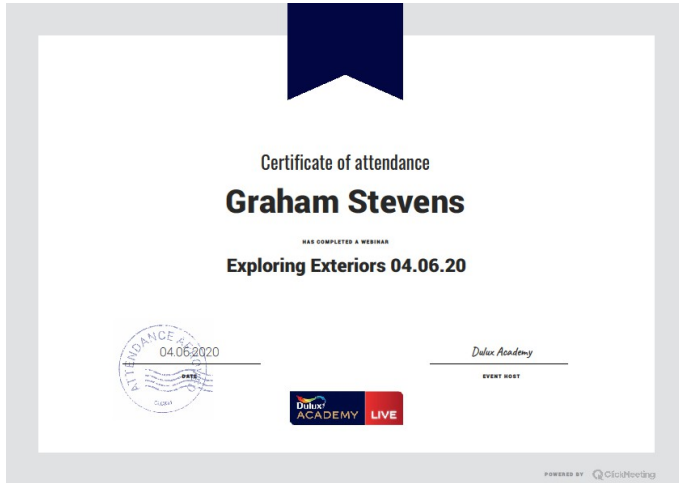 Certificate of attendance
Graham Stevens
HAS COMPLETED A WEBINAR
Exploring Exteriors 04.06.20
ATTENDANCE
04.06.2020
Dulux Academy
DATE
EVENT HOST
Dulux
ACADEMY LIVE
POWERED BY ClickMeeting